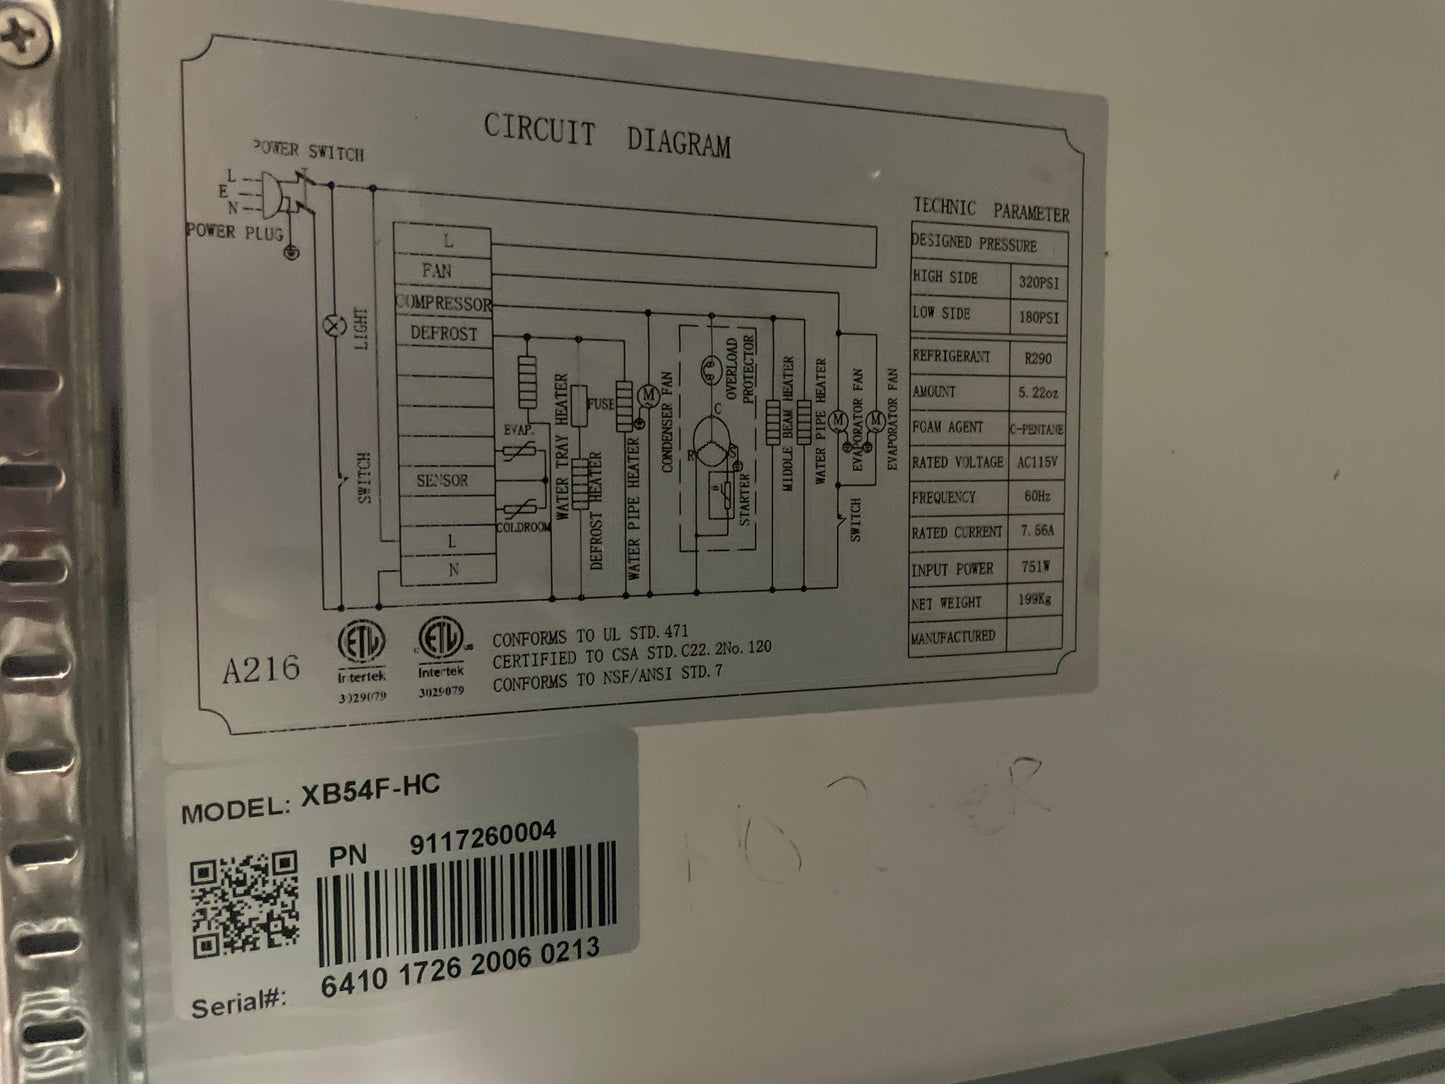 CIRCUIT DIAGRAM
POWER SWITCH
L
E
N
POWER PLUG
LIGHT
SWITCH
L
FAN
COMPRESSOR
DEFROST
SENSOR
L
N
EVAP.
COLDROOM
WATER TRAY HEATER
FUSE
DEFROST HEATER
WATER PIPE HEATER
M
CONDENSER FAN
OVERLOAD
PROTECTOR
C
R
S
STARTER
MIDDLE BEAM HEATER
WATER PIPE HEATER
M
EVAPORATOR FAN
M
EVAPORATOR FAN
SWITCH
TECHNIC PARAMETER
DESIGNED PRESSURE
HIGH SIDE 320PSI
LOW SIDE 180PSI
REFRIGERANT R290
AMOUNT 5.22oz
FOAM AGENT C-PENTANE
RATED VOLTAGE AC115V
FREQUENCY 60Hz
RATED CURRENT 7.56A
INPUT POWER 751W
NET WEIGHT 199Kg
MANUFACTURED
A216
ETL
Intertek
3029079
c ETL us
Intertek
3029079
CONFORMS TO UL STD.471
CERTIFIED TO CSA STD.C22.2No.120
CONFORMS TO NSF/ANSI STD.7
MODEL: XB54F-HC
PN 9117260004
6410 1726 2006 0213
Serial#: